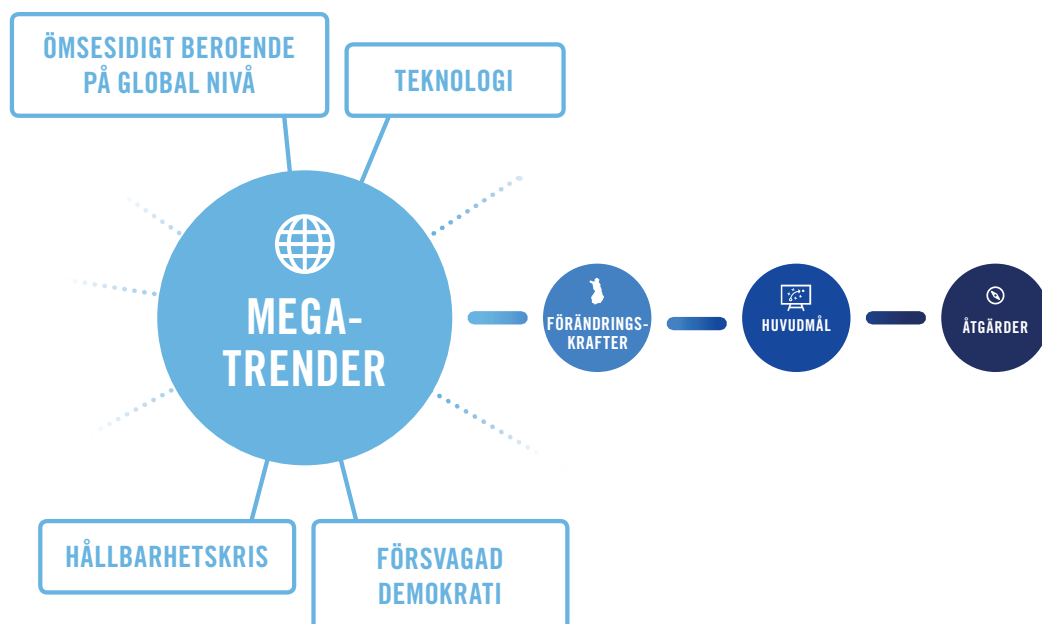 ÖMSESIDIGT BEROENDE
PÅ GLOBAL NIVÅ
TEKNOLOGI
MEGA-
TRENDER
FÖRÄNDRINGS-
KRAFTER
HUVUDMÅL
ÅTGÄRDER
HÅLLBARHETSKRIS
FÖRSVAGAD
DEMOKRATI